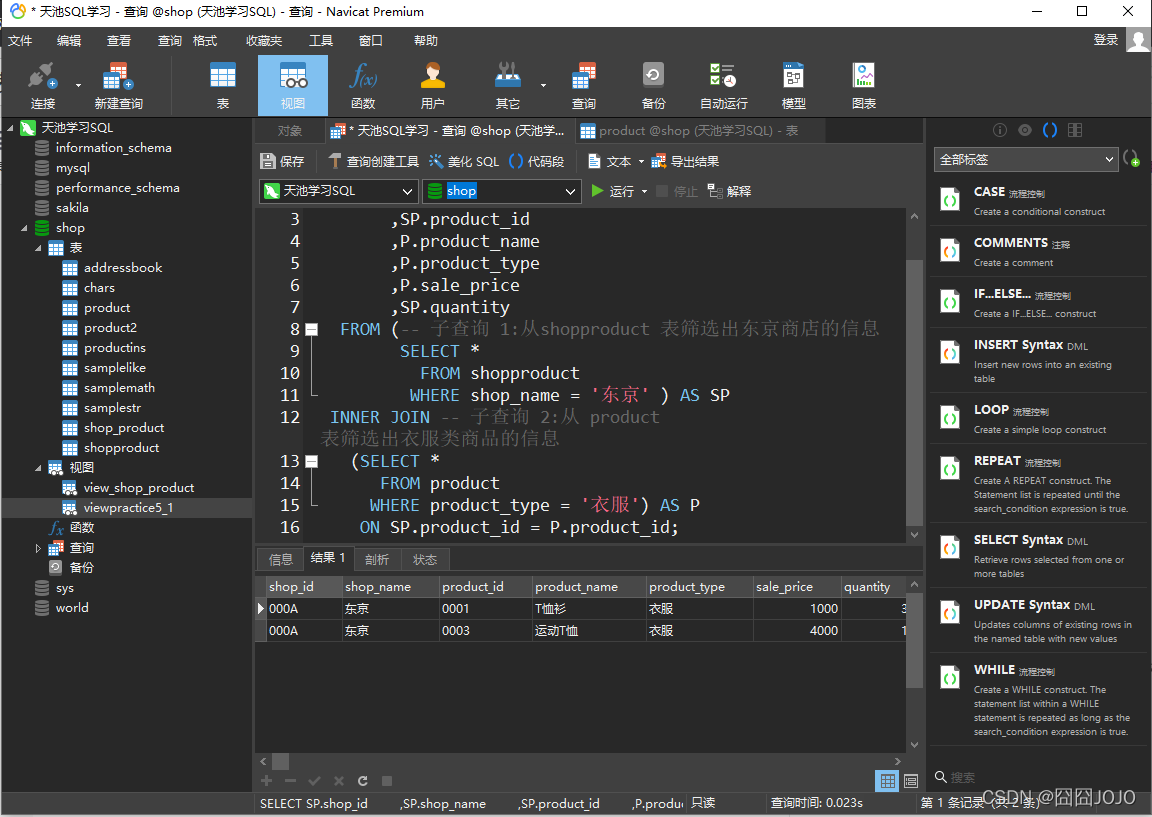 * 天池SQL学习 - 查询 @shop (天池学习SQL) - 查询 - Navicat Premium
文件 编辑 查看 查询 格式 收藏夹 工具 窗口 帮助 登录
连接 新建查询 表 视图 函数 用户 其它 查询 备份 自动运行 模型 图表
天池学习SQL
information_schema
mysql
performance_schema
sakila
shop
表
addressbook
chars
product
product2
productins
samplelike
samplemath
samplestr
shop_product
shopproduct
视图
view_shop_product
viewpractice5_1
函数
查询
备份
sys
world
对象 * 天池SQL学习 - 查询 @shop (天池学... product @shop (天池学习SQL) - 表
保存 查询创建工具 美化 SQL () 代码段 文本 导出结果
天池学习SQL shop 运行 停止 解释
3 ,SP.product_id
4 ,P.product_name
5 ,P.product_type
6 ,P.sale_price
7 ,SP.quantity
8 FROM (-- 子查询 1:从shopproduct 表筛选出东京商店的信息
9 SELECT *
10 FROM shopproduct
11 WHERE shop_name = '东京' ) AS SP
12 INNER JOIN -- 子查询 2:从 product
表筛选出衣服类商品的信息
13 (SELECT *
14 FROM product
15 WHERE product_type = '衣服') AS P
16 ON SP.product_id = P.product_id;
信息 结果 1 剖析 状态
shop_id shop_name product_id product_name product_type sale_price quantity
000A 东京 0001 T恤衫 衣服 1000 3
000A 东京 0003 运动T恤 衣服 4000 1
SELECT SP.shop_id ,SP.shop_name ,SP.product_id ,P.produc 只读 查询时间: 0.023s 第 1 条记录 (共 2 条)
全部标签
CASE 流程控制
Create a conditional construct
COMMENTS 注释
Create a comment
IF...ELSE... 流程控制
Create a IF...ELSE... construct
INSERT Syntax DML
Insert new rows into an existing
table
LOOP 流程控制
Create a simple loop construct
REPEAT 流程控制
Create A REPEAT construct. The
Statement list is repeated until the
search_condition expression is true.
SELECT Syntax DML
Retrieve rows selected from one or
more tables
UPDATE Syntax DML
Updates columns of existing rows in
the named table with new values
WHILE 流程控制
Create a WHILE construct. The
statement list within a WHILE
statement is repeated as long as the
search_condition expression is true.
搜索
CSDN @囧囧JOJO